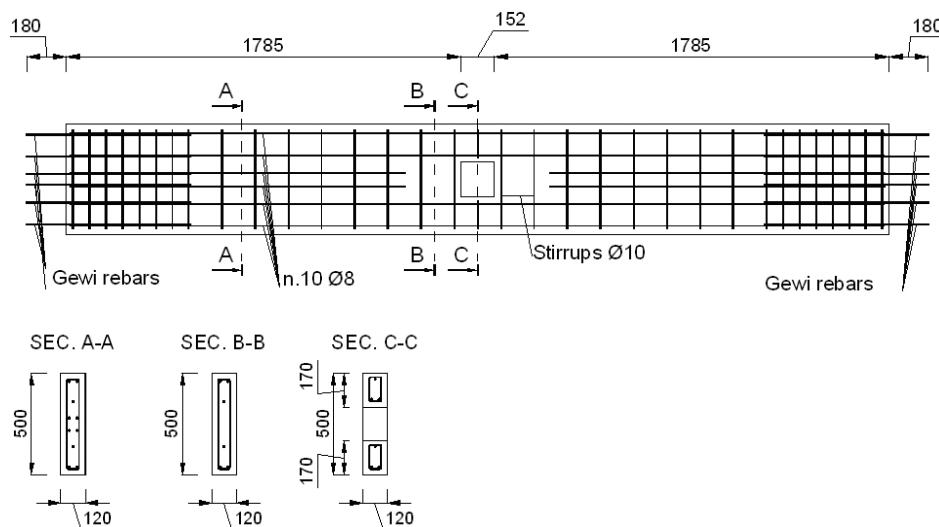 180
1785
152
1785
180
A
B
C
A
B
C
Stirrups Ø10
Gewi rebars
n.10 Ø8
Gewi rebars
SEC. A-A
SEC. B-B
SEC. C-C
500
500
170
500
170
120
120
120